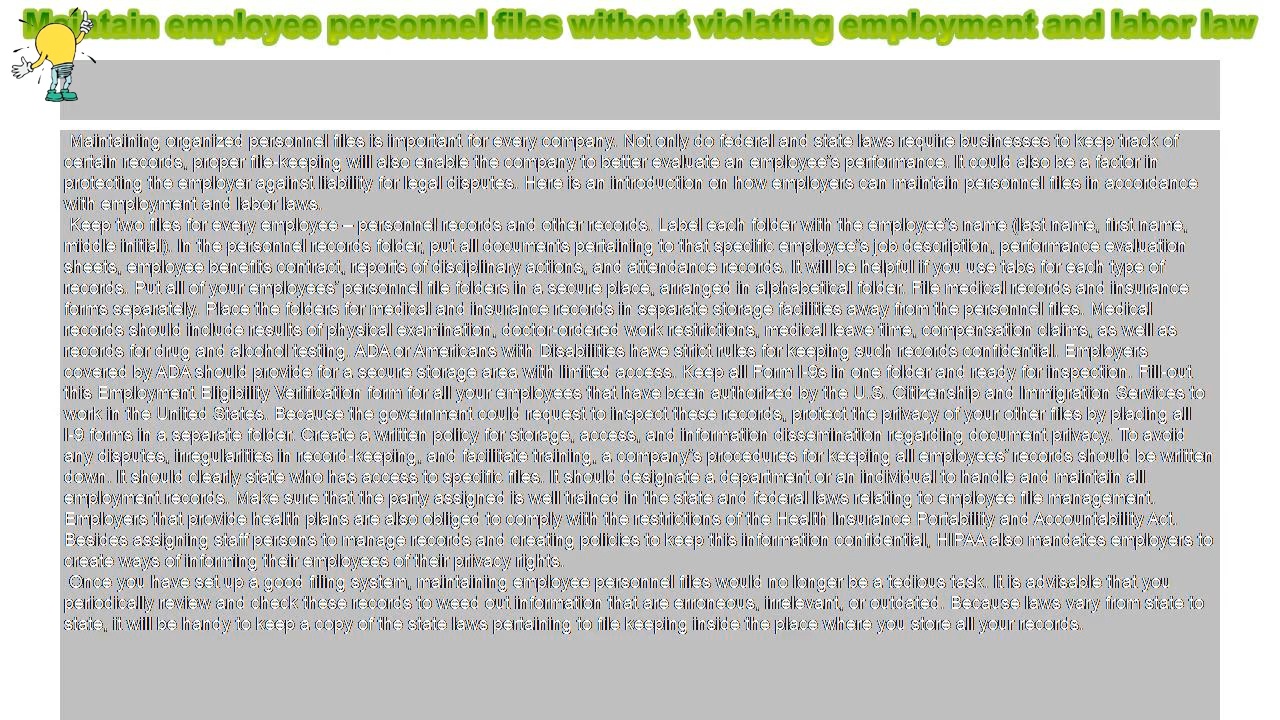 Maintain employee personnel files without violating employment and labor law
Maintaining organized personnel files is important for every company. Not only do federal and state laws require businesses to keep track of
certain records, proper file-keeping will also enable the company to better evaluate an employee's performance. It could also be a factor in
protecting the employer against liability for legal disputes. Here is an introduction on how employers can maintain personnel files in accordance
with employment and labor laws.
Keep two files for every employee – personnel records and other records. Label each folder with the employee's name (last name, first name,
middle initial). In the personnel records folder, put all documents pertaining to that specific employee's job description, performance evaluation
sheets, employee benefits contract, reports of disciplinary actions, and attendance records. It will be helpful if you use tabs for each type of
records. Put all of your employees' personnel file folders in a secure place, arranged in alphabetical folder. File medical records and insurance
forms separately. Place the folders for medical and insurance records in separate storage facilities away from the personnel files. Medical
records should include results of physical examination, doctor-ordered work restrictions, medical leave time, compensation claims, as well as
records for drug and alcohol testing. ADA or Americans with Disabilities have strict rules for keeping such records confidential. Employers
covered by ADA should provide for a secure storage area with limited access. Keep all Form I-9s in one folder and ready for inspection. Fill-out
this Employment Eligibility Verification form for all your employees that have been authorized by the U.S. Citizenship and Immigration Services to
work in the United States. Because the government could request to inspect these records, protect the privacy of your other files by placing all
I-9 forms in a separate folder. Create a written policy for storage, access, and information dissemination regarding document privacy. To avoid
any disputes, irregularities in record-keeping, and facilitate training, a company's procedures for keeping all employees' records should be written
down. It should clearly state who has access to specific files. It should designate a department or an individual to handle and maintain all
employment records. Make sure that the party assigned is well trained in the state and federal laws relating to employee file management.
Employers that provide health plans are also obliged to comply with the restrictions of the Health Insurance Portability and Accountability Act.
Besides assigning staff persons to manage records and creating policies to keep this information confidential, HIPAA also mandates employers to
create ways of informing their employees of their privacy rights.
Once you have set up a good filing system, maintaining employee personnel files would no longer be a tedious task. It is advisable that you
periodically review and check these records to weed out information that are erroneous, irrelevant, or outdated. Because laws vary from state to
state, it will be handy to keep a copy of the state laws pertaining to file keeping inside the place where you store all your records.